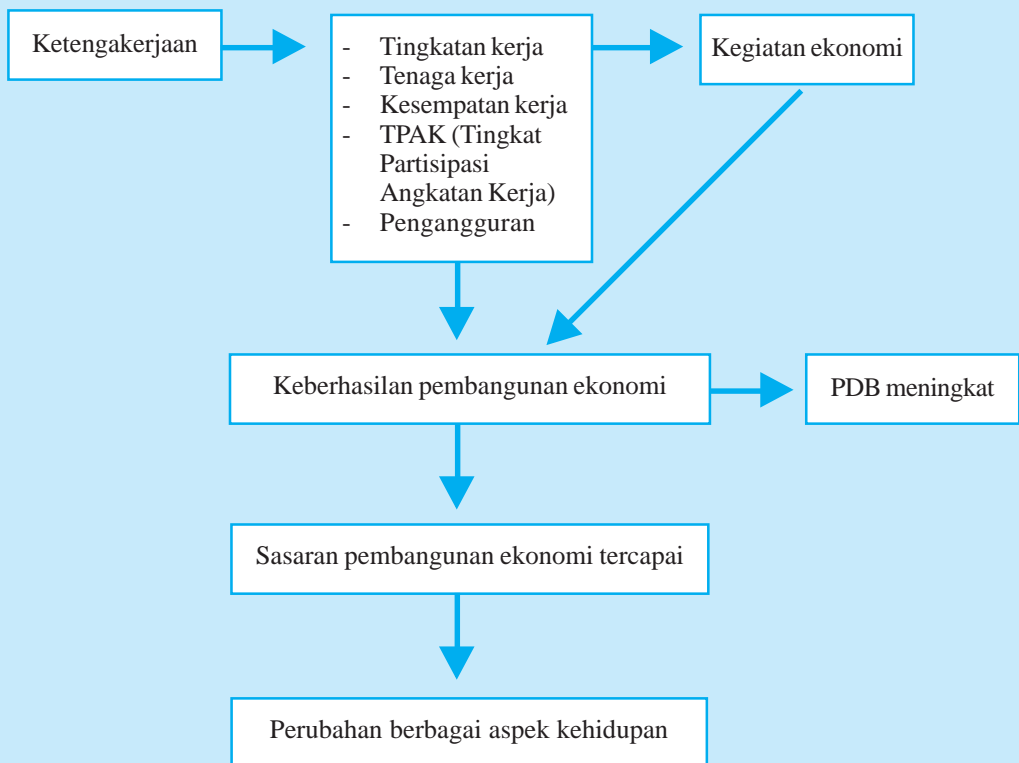 Ketengakerjaan
- Tingkatan kerja
- Tenaga kerja
- Kesempatan kerja
- TPAK (Tingkat
Partisipasi
Angkatan Kerja)
- Pengangguran
Kegiatan ekonomi
Keberhasilan pembangunan ekonomi
PDB meningkat
Sasaran pembangunan ekonomi tercapai
Perubahan berbagai aspek kehidupan